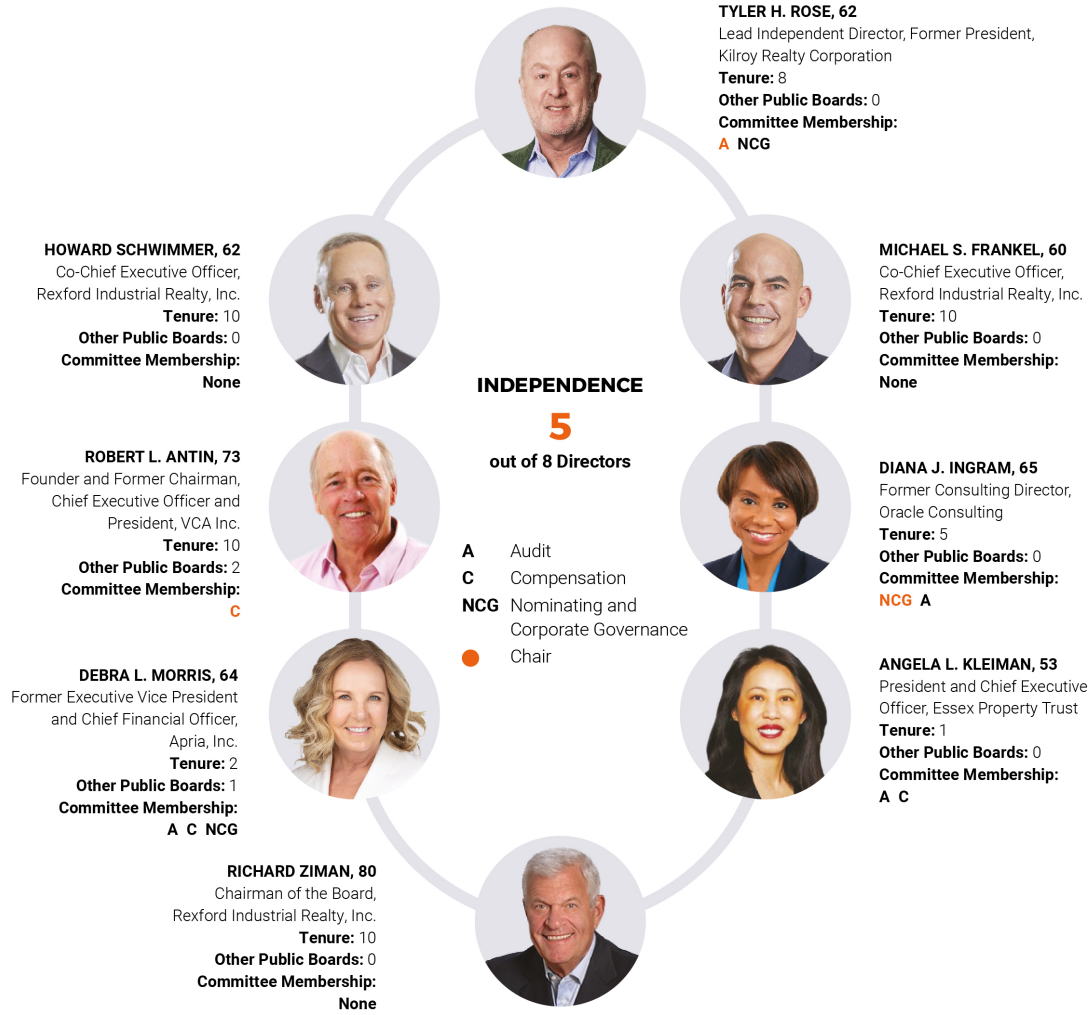 TYLER H. ROSE, 62
Lead Independent Director, Former President,
Kilroy Realty Corporation
Tenure: 8
Other Public Boards: 0
Committee Membership:
A NCG
HOWARD SCHWIMMER, 62
Co-Chief Executive Officer,
Rexford Industrial Realty, Inc.
Tenure: 10
Other Public Boards: 0
Committee Membership:
None
MICHAEL S. FRANKEL, 60
Co-Chief Executive Officer,
Rexford Industrial Realty, Inc.
Tenure: 10
Other Public Boards: 0
Committee Membership:
None
INDEPENDENCE
5
out of 8 Directors
ROBERT L. ANTIN, 73
Founder and Former Chairman,
Chief Executive Officer and
President, VCA Inc.
Tenure: 10
Other Public Boards: 2
Committee Membership:
C
DIANA J. INGRAM, 65
Former Consulting Director,
Oracle Consulting
Tenure: 5
Other Public Boards: 0
Committee Membership:
NCG A
A Audit
C Compensation
NCG Nominating and
Corporate Governance
Chair
DEBRA L. MORRIS, 64
Former Executive Vice President
and Chief Financial Officer,
Apria, Inc.
Tenure: 2
Other Public Boards: 1
Committee Membership:
A C NCG
ANGELA L. KLEIMAN, 53
President and Chief Executive
Officer, Essex Property Trust
Tenure: 1
Other Public Boards: 0
Committee Membership:
A C
RICHARD ZIMAN, 80
Chairman of the Board,
Rexford Industrial Realty, Inc.
Tenure: 10
Other Public Boards: 0
Committee Membership:
None